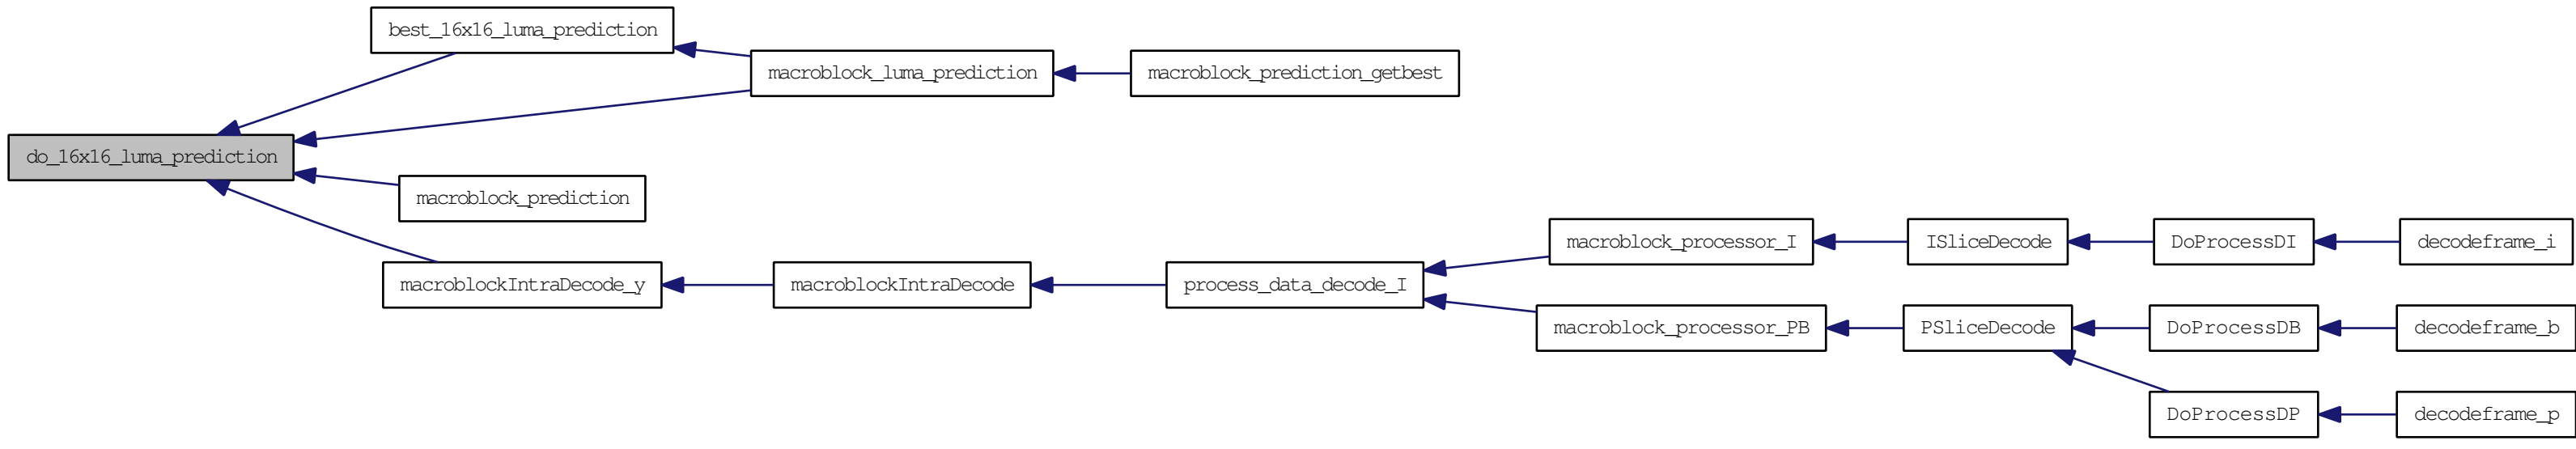 best_16x16_luma_prediction
macroblock_luma_prediction
macroblock_prediction_getbest
do_16x16_luma_prediction
macroblock_prediction
macroblock_processor_I
ISliceDecode
DoProcessDI
decodeframe_i
macroblockIntraDecode_y
macroblockIntraDecode
process_data_decode_I
macroblock_processor_PB
PSliceDecode
DoProcessDB
decodeframe_b
DoProcessDP
decodeframe_p